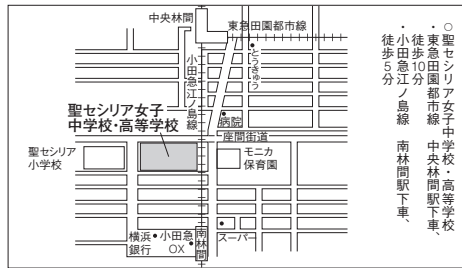 中央林間
東急田園都市線
小田急江ノ島線
とうきゅう
聖セシリア女子
中学校・高等学校
病院
座間街道
聖セシリア
小学校
モニカ
保育園
横浜
銀行
小田急
OX
南林間
スーパー
○聖セシリア女子中学校・高等学校
・東急田園都市線 中央林間駅下車、
徒歩10分
・小田急江ノ島線 南林間駅下車、
徒歩5分